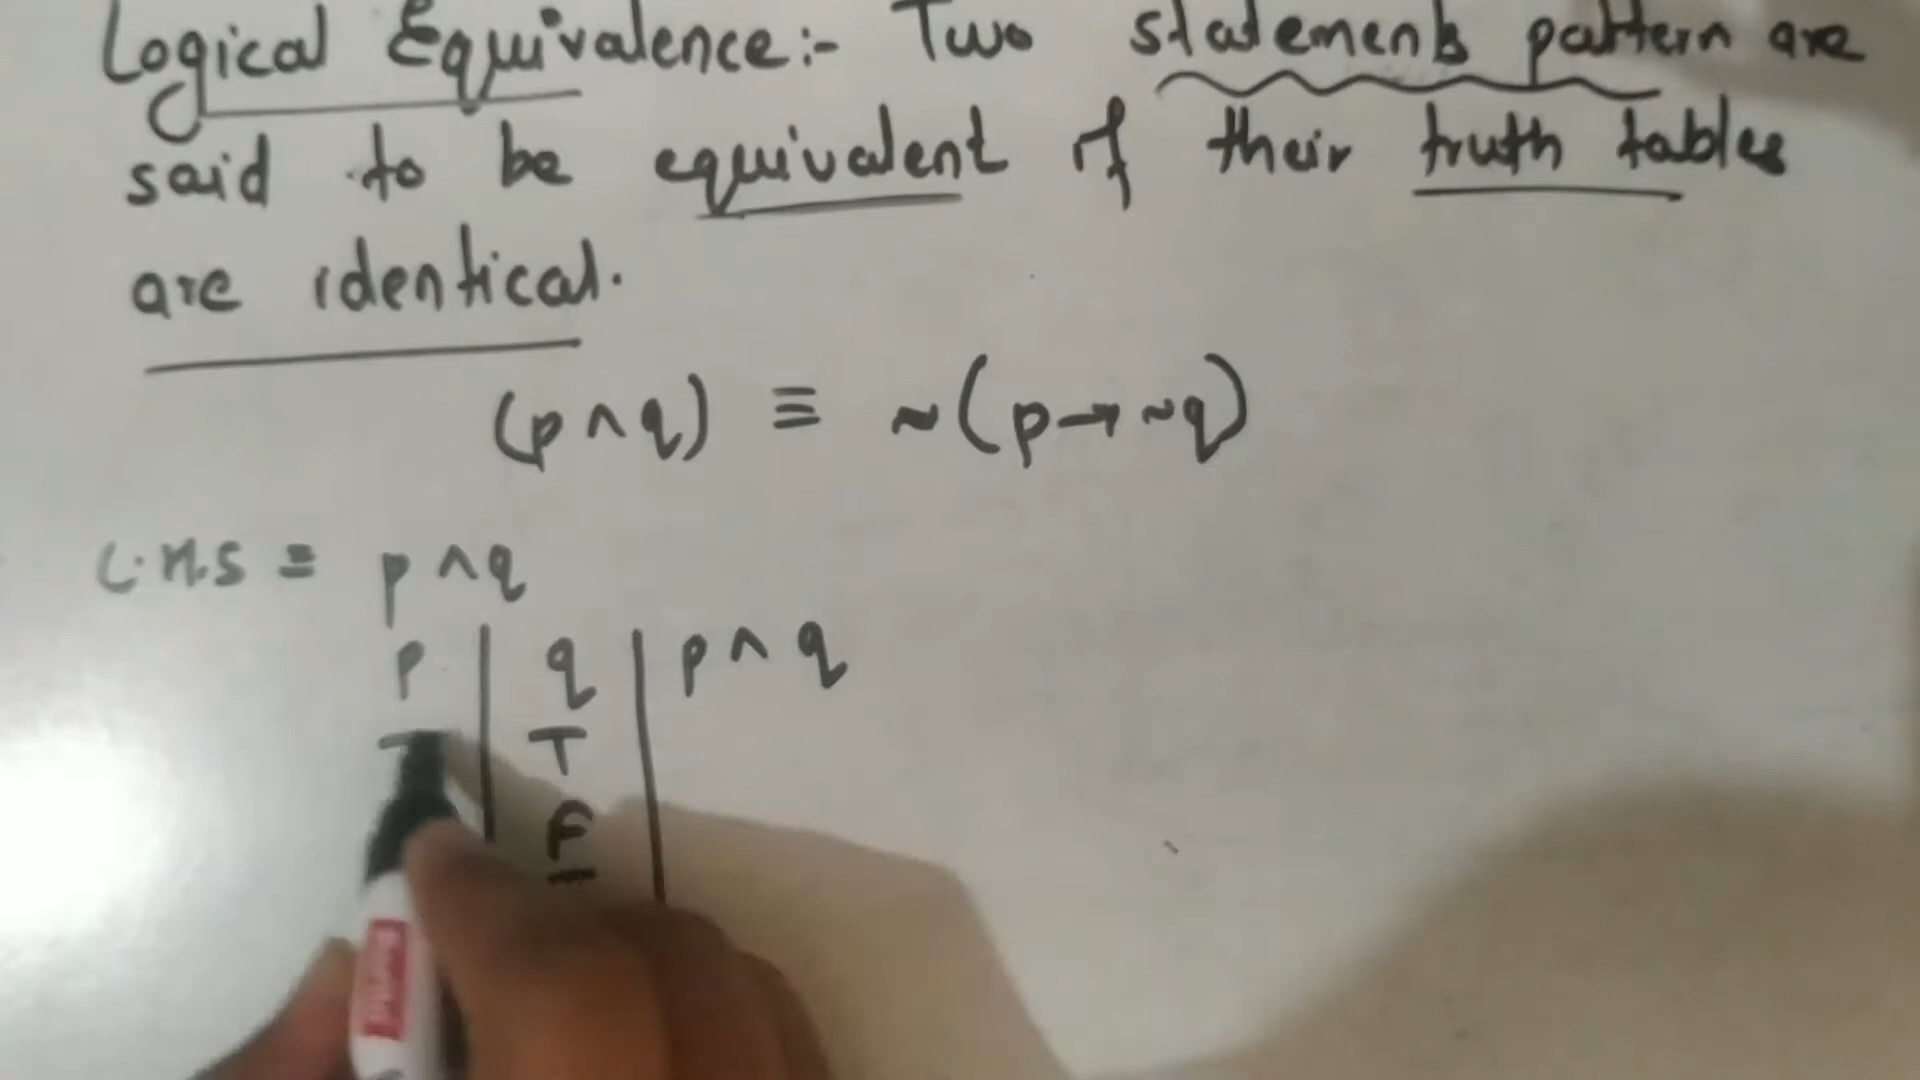 Logical Equivalence:- Two statements pattern are
said to be equivalent if their truth tables
are identical.
(p ∧ q) ≡ ~(p → ~q)
L.H.S = p ∧ q
p | q | p ∧ q
T | T |
F